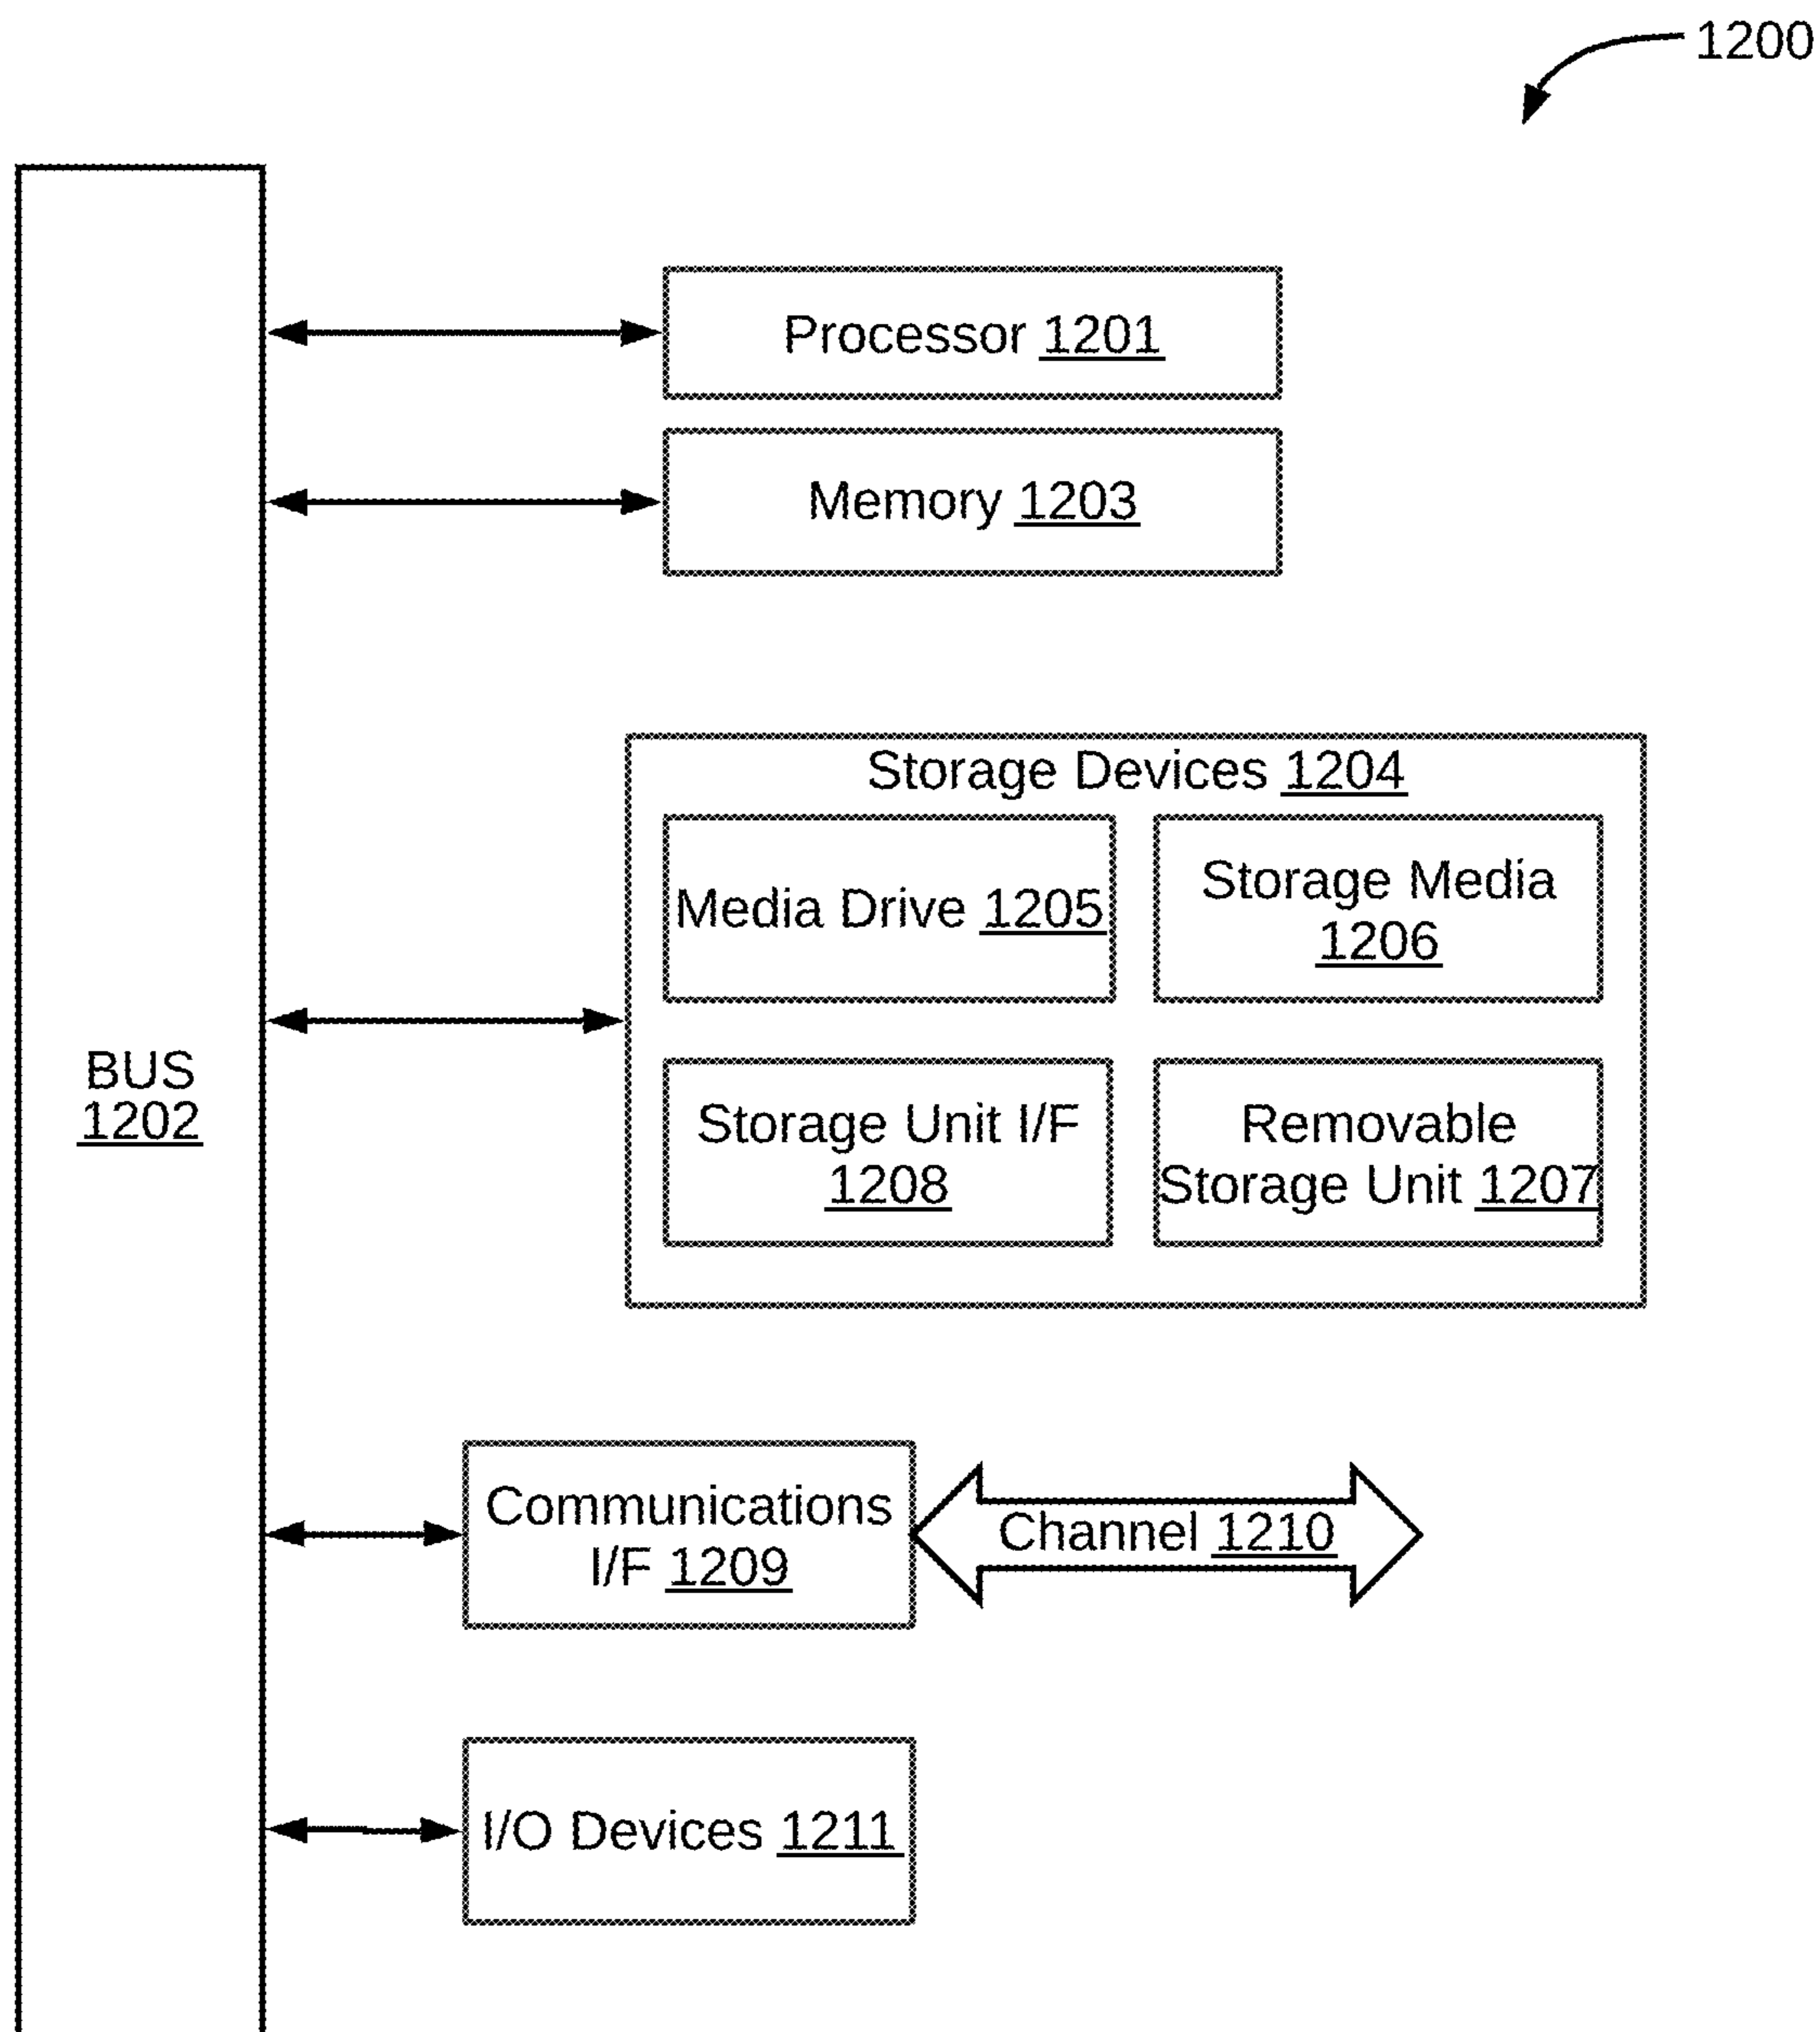 1200
Processor 1201
Memory 1203
Storage Devices 1204
Media Drive 1205
Storage Media
1206
BUS
1202
Storage Unit I/F
1208
Removable
Storage Unit 1207
Communications
I/F 1209
Channel 1210
I/O Devices 1211